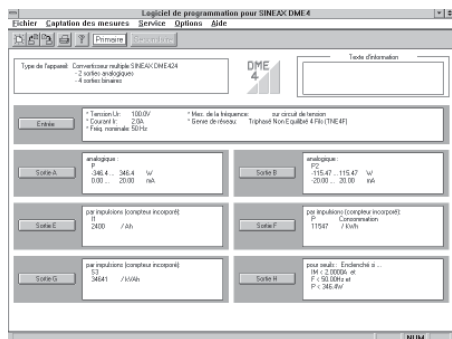 Logiciel de programmation pour SINEAX DME4
Fichier Captation des mesures Service Options Aide
Primaire
Type de l'appareil: Convertisseur multiple SINEAX DME424
- 2 sorties analogiques
- 4 sorties binaires
DME
4
Texte d'information
Entrée
* Tension Ur: 100.0V * Mes. de la fréquence: sur circuit de tension
* Courant Ir: 2.0A * Genre de réseau: Triphasé Non Equilibré 4 Fils (TNE4F)
* Fréq. nominale: 50 Hz
Sortie A
analogique :
P
-346.4 ... 346.4 W
0.00 ... 20.00 mA
Sortie B
analogique :
P2
-115.47 ... 115.47 W
-20.00 ... 20.00 mA
Sortie E
par impulsions (compteur incorporé):
I1
2400 / Ah
Sortie F
par impulsions (compteur incorporé):
P Consommation
11547 / kWh
Sortie G
par impulsions (compteur incorporé):
S3
34641 / kVAh
Sortie H
pour seuils : Enclenché si ...
IM < 2.0000A et
F < 50.00Hz et
P < 346.4W
NUM